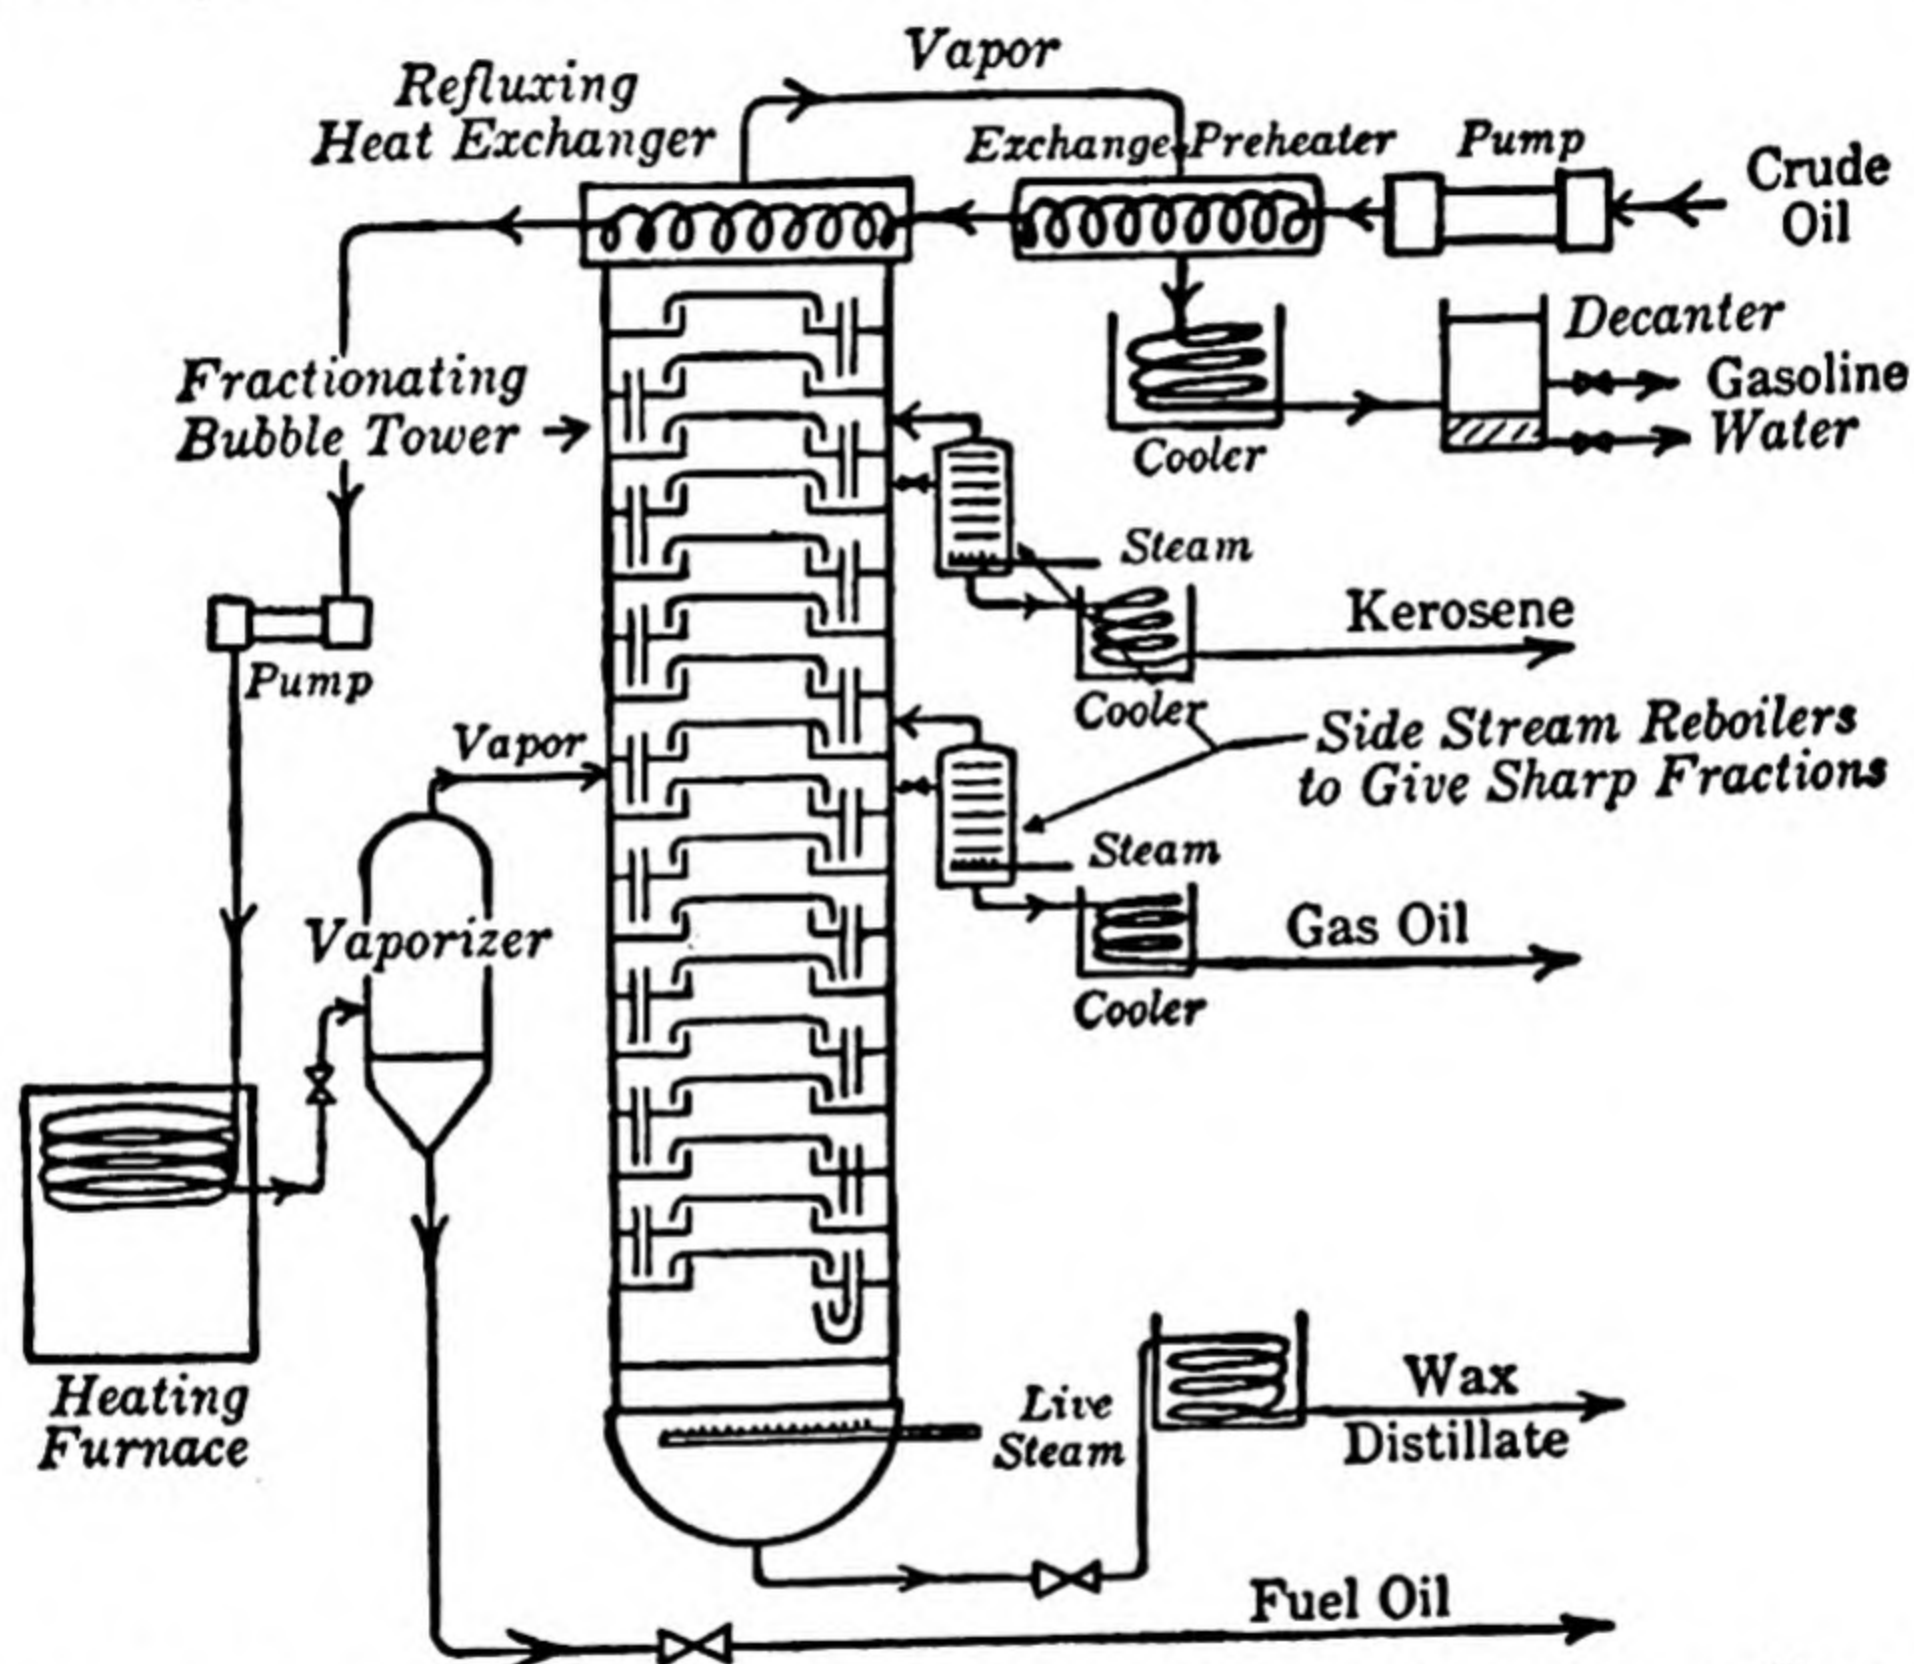 Vapor
Refluxing
Heat Exchanger
Exchange Preheater
Pump
Crude
Oil
Decanter
Gasoline
Water
Fractionating
Bubble Tower
Cooler
Steam
Kerosene
Pump
Cooler
Vapor
Side Stream Reboilers
to Give Sharp Fractions
Steam
Vaporizer
Gas Oil
Cooler
Heating
Furnace
Live
Steam
Wax
Distillate
Fuel Oil